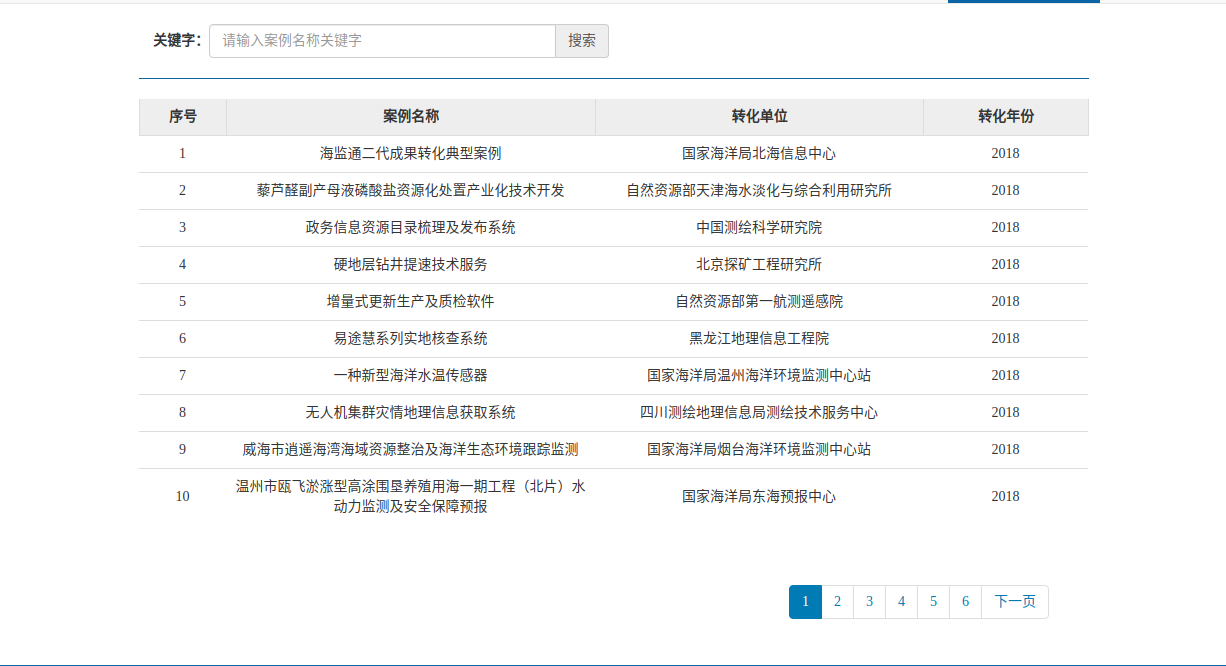 关键字： 请输入案例名称关键字 搜索
序号 案例名称 转化单位 转化年份
1 海监通二代成果转化典型案例 国家海洋局北海信息中心 2018
2 藜芦醛副产母液磷酸盐资源化处置产业化技术开发 自然资源部天津海水淡化与综合利用研究所 2018
3 政务信息资源目录梳理及发布系统 中国测绘科学研究院 2018
4 硬地层钻井提速技术服务 北京探矿工程研究所 2018
5 增量式更新生产及质检软件 自然资源部第一航测遥感院 2018
6 易途慧系列实地核查系统 黑龙江地理信息工程院 2018
7 一种新型海洋水温传感器 国家海洋局温州海洋环境监测中心站 2018
8 无人机集群灾情地理信息获取系统 四川测绘地理信息局测绘技术服务中心 2018
9 威海市逍遥海湾海域资源整治及海洋生态环境跟踪监测 国家海洋局烟台海洋环境监测中心站 2018
10 温州市瓯飞淤涨型高涂围垦养殖用海一期工程（北片）水
动力监测及安全保障预报 国家海洋局东海预报中心 2018
1 2 3 4 5 6 下一页